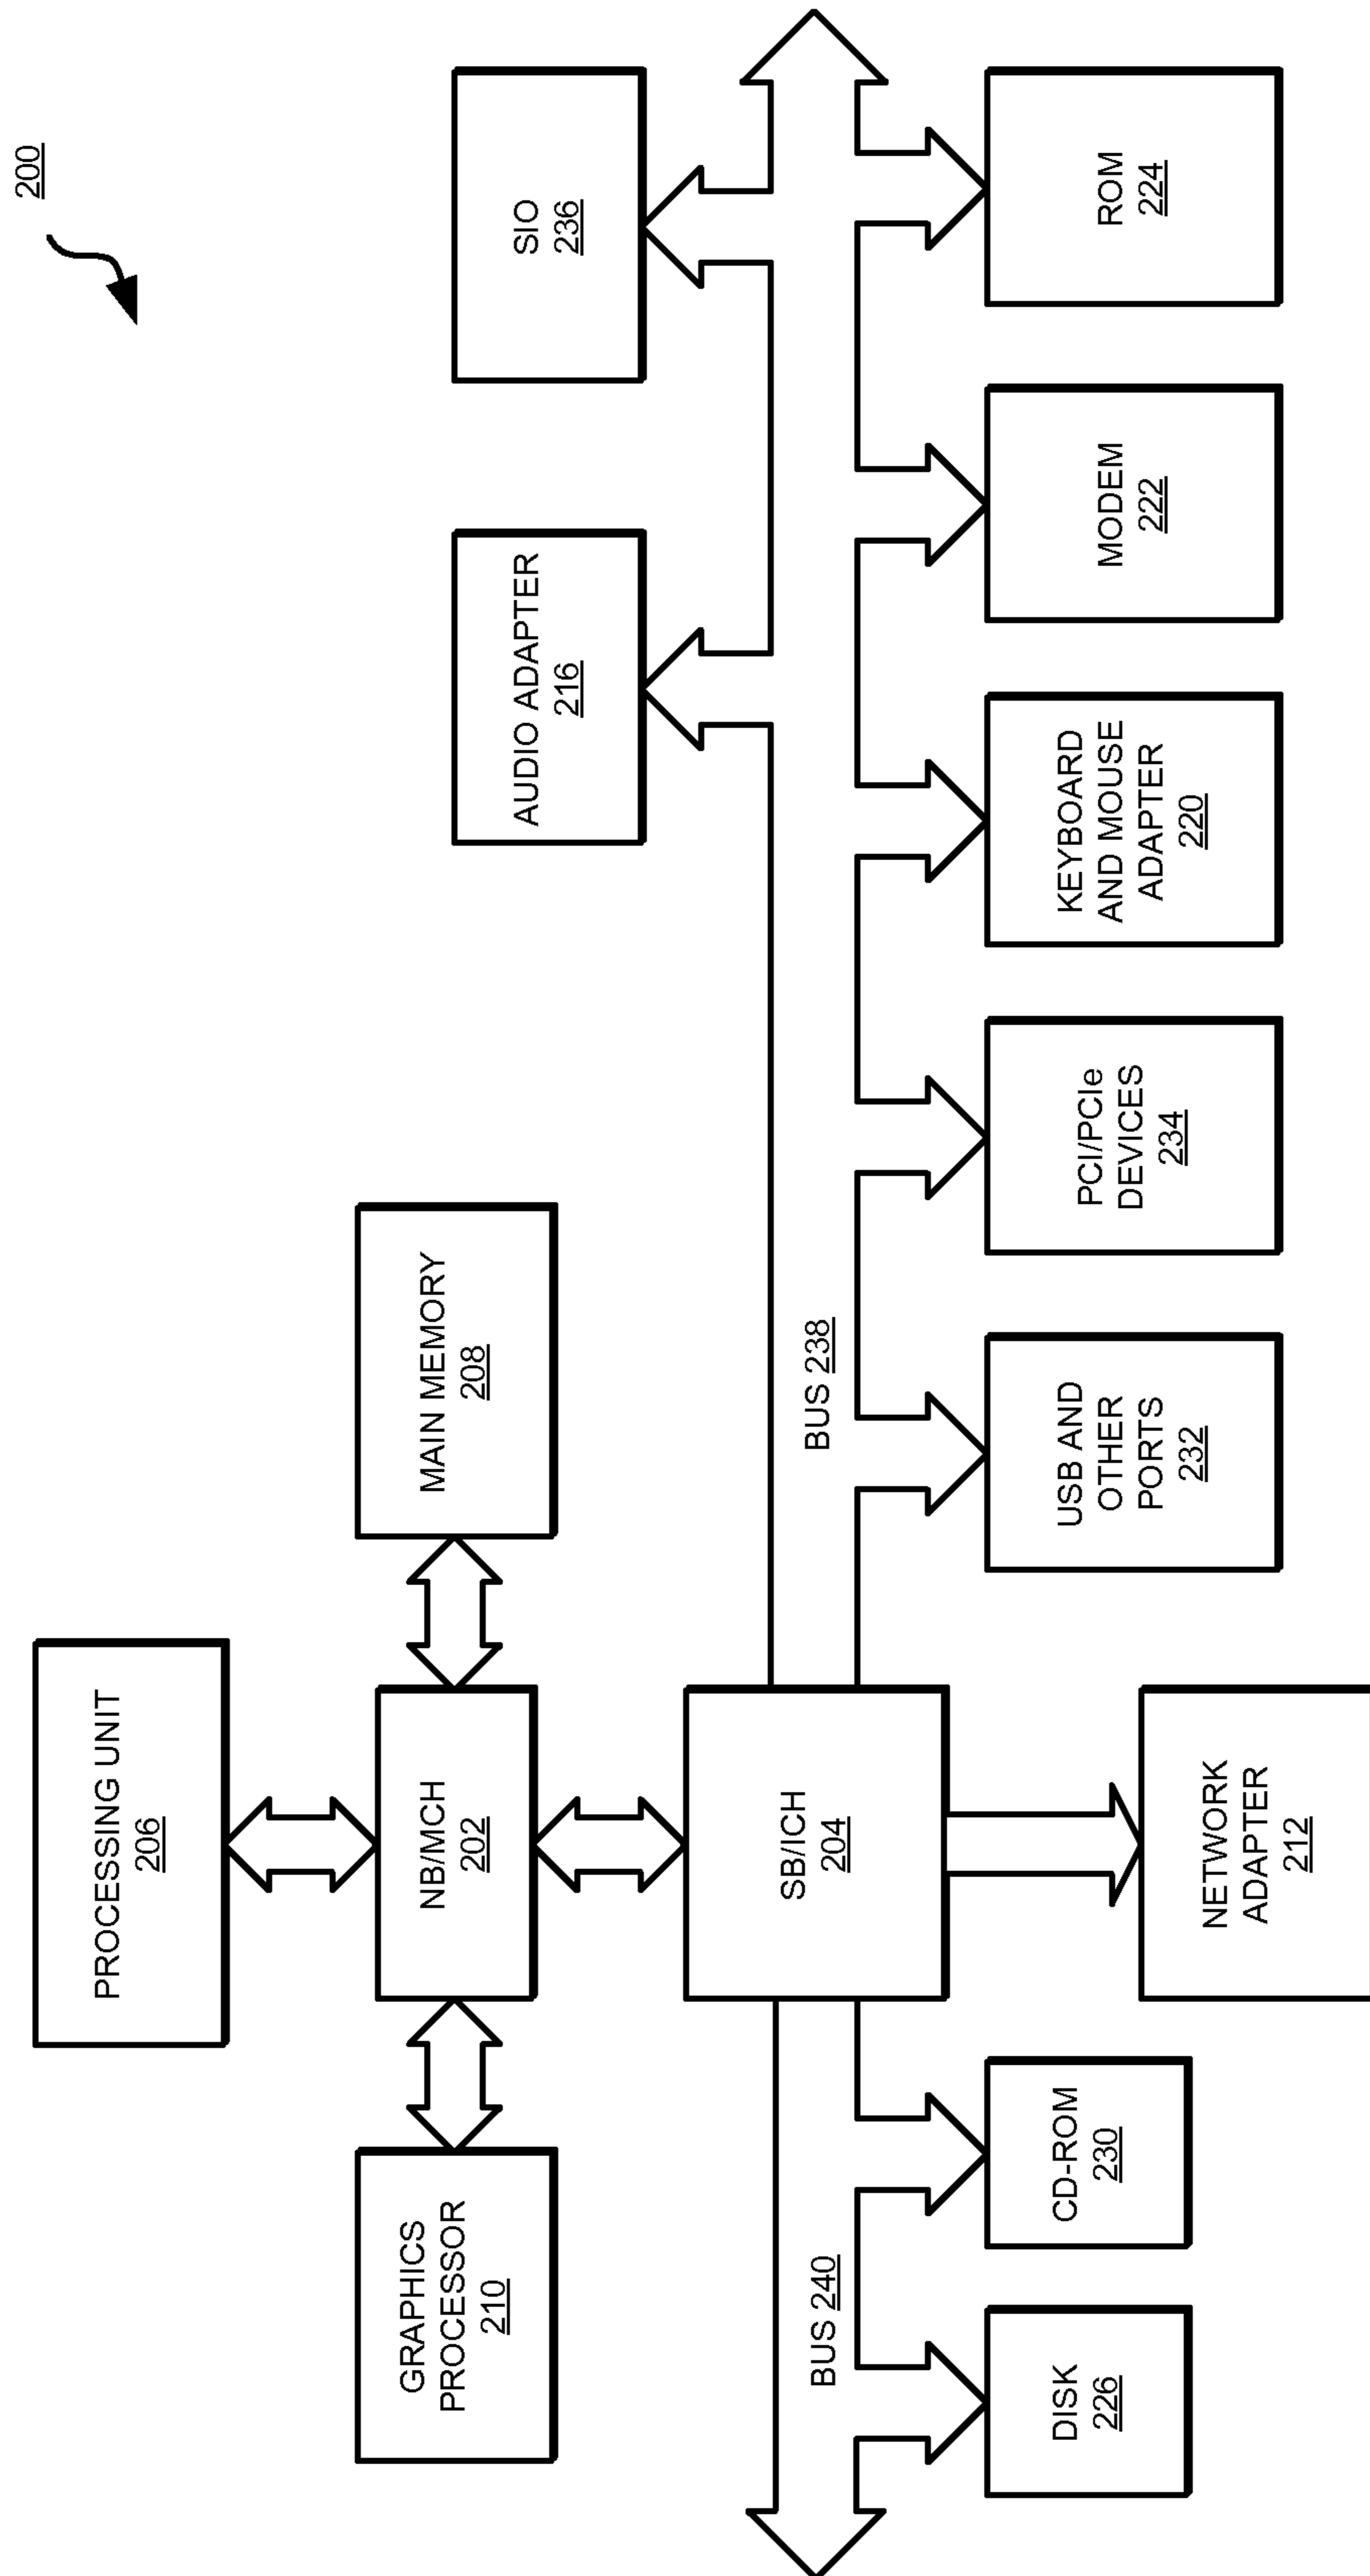 200
PROCESSING UNIT
206
GRAPHICS
PROCESSOR
210
NB/MCH
202
MAIN MEMORY
208
AUDIO ADAPTER
216
SIO
236
SB/ICH
204
BUS 240
BUS 238
DISK
226
CD-ROM
230
USB AND
OTHER
PORTS
232
PCI/PCIe
DEVICES
234
KEYBOARD
AND MOUSE
ADAPTER
220
MODEM
222
ROM
224
NETWORK
ADAPTER
212